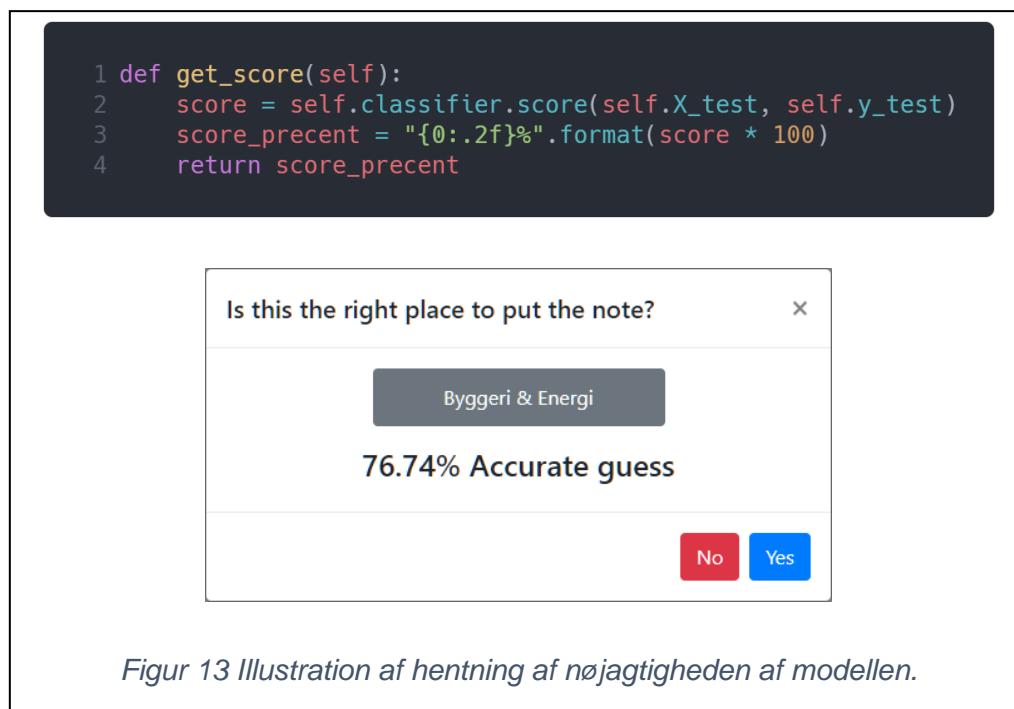 1 def get_score(self):
2     score = self.classifier.score(self.X_test, self.y_test)
3     score_precent = "{0:.2f}%".format(score * 100)
4     return score_precent
Is this the right place to put the note? ×
Byggeri & Energi
76.74% Accurate guess
No Yes
Figur 13 Illustration af hentning af nøjagtigheden af modellen.